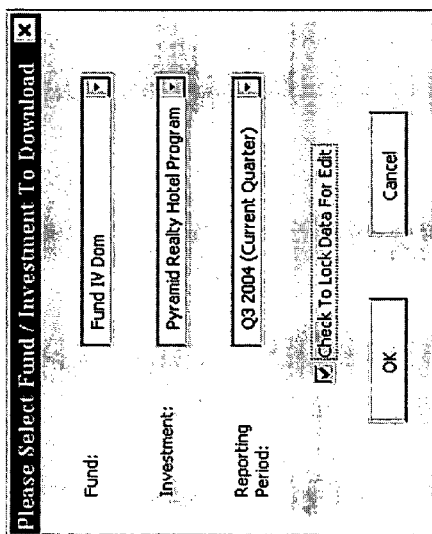 Please Select Fund / Investment To Download
Fund: Fund IV Dom
Investment: Pyramid Realty Hotel Program
Reporting
Period: Q3 2004 (Current Quarter)
Check To Lock Data For Edit
OK Cancel